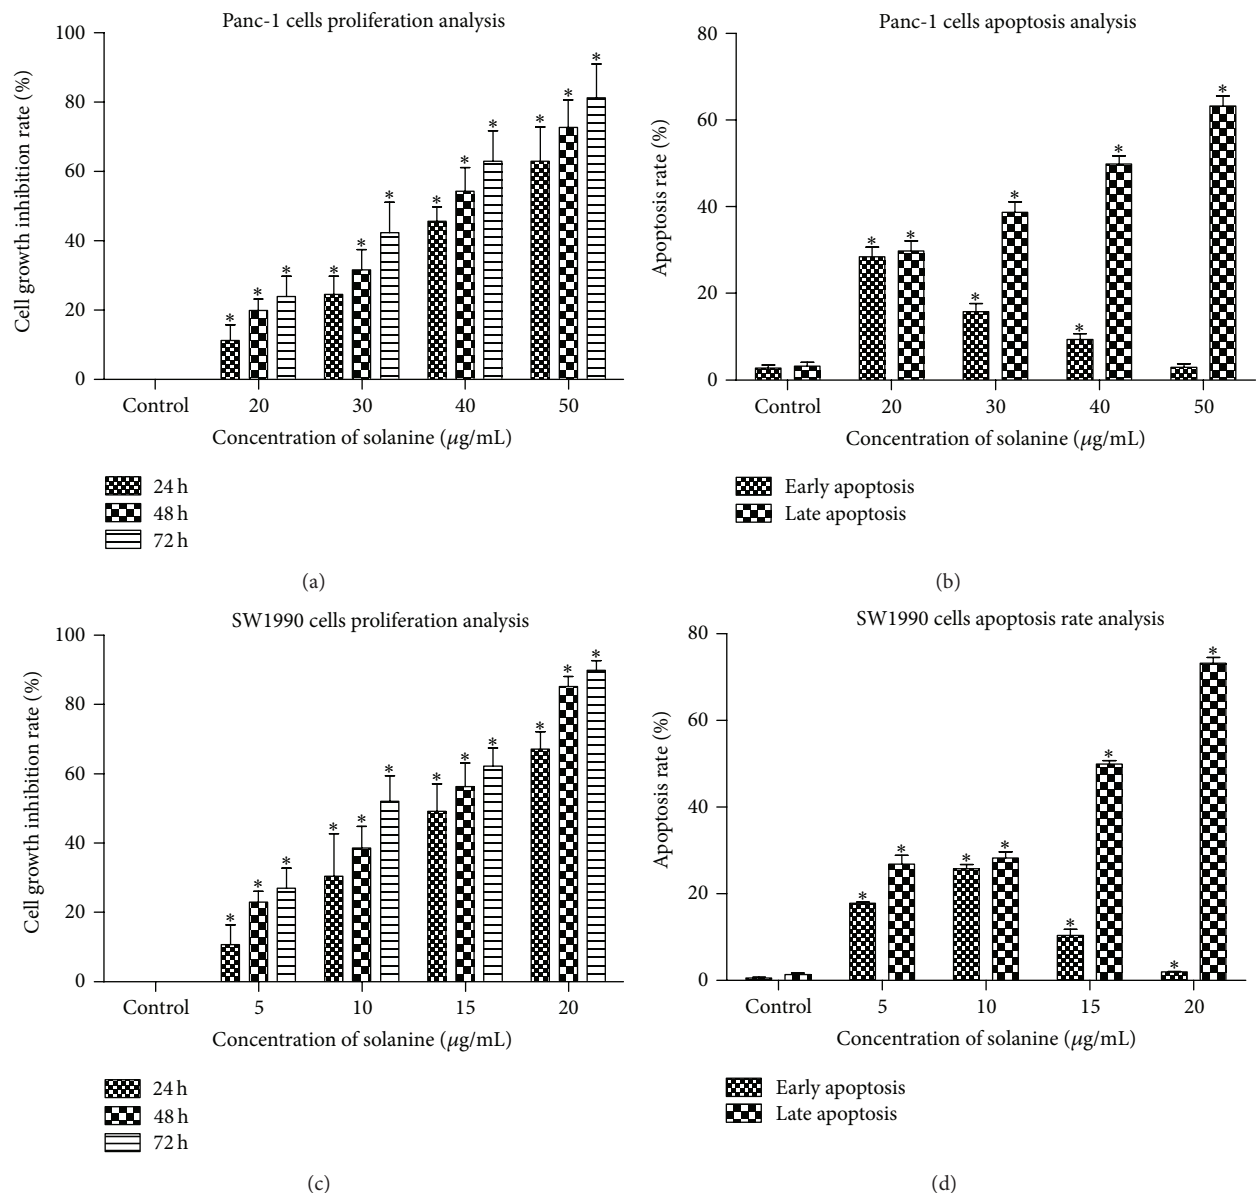 Panc-1 cells proliferation analysis
Cell growth inhibition rate (%)
100
80
60
40
20
0
* * * * * * * * * * * *
Control 20 30 40 50
Concentration of solanine (μg/mL)
24 h
48 h
72 h
(a)
Panc-1 cells apoptosis analysis
Apoptosis rate (%)
80
60
40
20
0
* * * * * * *
Control 20 30 40 50
Concentration of solanine (μg/mL)
Early apoptosis
Late apoptosis
(b)
SW1990 cells proliferation analysis
Cell growth inhibition rate (%)
100
80
60
40
20
0
* * * * * * * * * * * *
Control 5 10 15 20
Concentration of solanine (μg/mL)
24 h
48 h
72 h
(c)
SW1990 cells apoptosis rate analysis
Apoptosis rate (%)
80
60
40
20
0
* * * * * * * *
Control 5 10 15 20
Concentration of solanine (μg/mL)
Early apoptosis
Late apoptosis
(d)